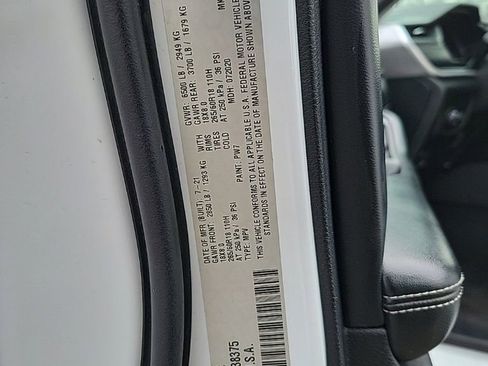 DATE OF MFR (BUILT): 7-21 GVWR 6500 LB / 2949 KG
GAWR FRONT: 2850 LB / 1293 KG WITH GAWR REAR: 3700 LB / 1679 KG
18X8.0 RIMS 18X8.0
265/60R18 110H TIRES 265/60R18 110H
AT 250 kPa / 36 PSI COLD AT 250 kPa / 36 PSI
TYPE: MPV PAINT: PW7 MDH: 072020
THIS VEHICLE CONFORMS TO ALL APPLICABLE U.S.A. FEDERAL MOTOR VEHICLE
STANDARDS IN EFFECT ON THE DATE OF MANUFACTURE SHOWN ABOVE
38375
S.A.